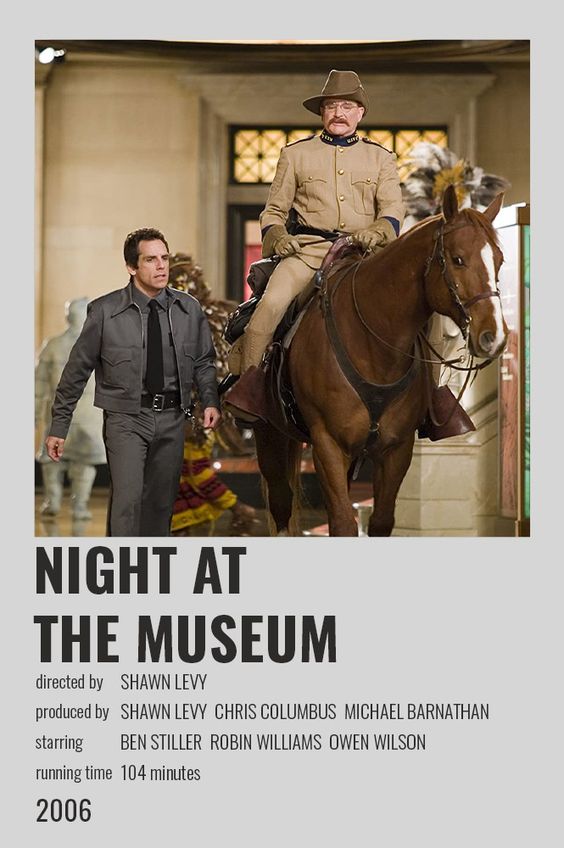 NIGHT AT
THE MUSEUM
directed by SHAWN LEVY
produced by SHAWN LEVY CHRIS COLUMBUS MICHAEL BARNATHAN
starring BEN STILLER ROBIN WILLIAMS OWEN WILSON
running time 104 minutes
2006